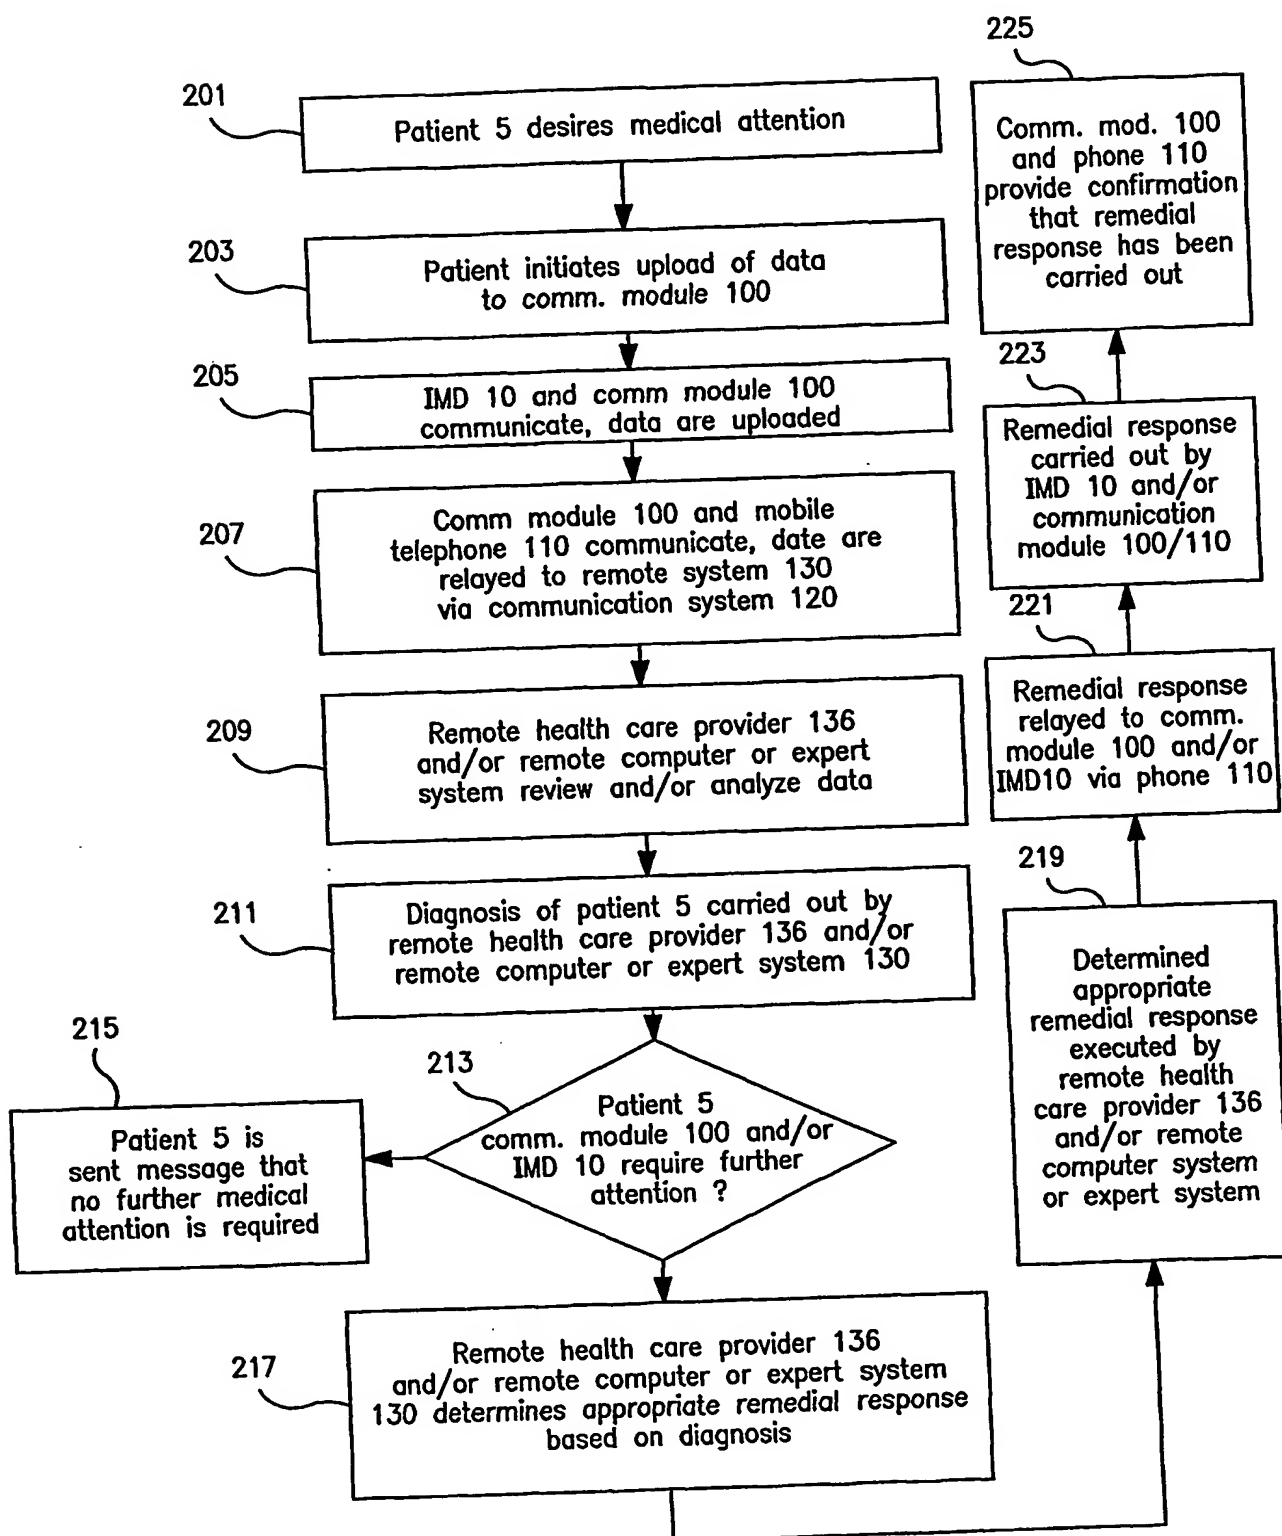 201
Patient 5 desires medical attention
203
Patient initiates upload of data
to comm. module 100
205
IMD 10 and comm module 100
communicate, data are uploaded
207
Comm module 100 and mobile
telephone 110 communicate, date are
relayed to remote system 130
via communication system 120
209
Remote health care provider 136
and/or remote computer or expert
system review and/or analyze data
211
Diagnosis of patient 5 carried out by
remote health care provider 136 and/or
remote computer or expert system 130
213
Patient 5
comm. module 100 and/or
IMD 10 require further
attention ?
215
Patient 5 is
sent message that
no further medical
attention is required
217
Remote health care provider 136
and/or remote computer or expert system
130 determines appropriate remedial response
based on diagnosis
219
Determined
appropriate
remedial response
executed by
remote health
care provider 136
and/or remote
computer system
or expert system
221
Remedial response
relayed to comm.
module 100 and/or
IMD10 via phone 110
223
Remedial response
carried out by
IMD 10 and/or
communication
module 100/110
225
Comm. mod. 100
and phone 110
provide confirmation
that remedial
response has been
carried out